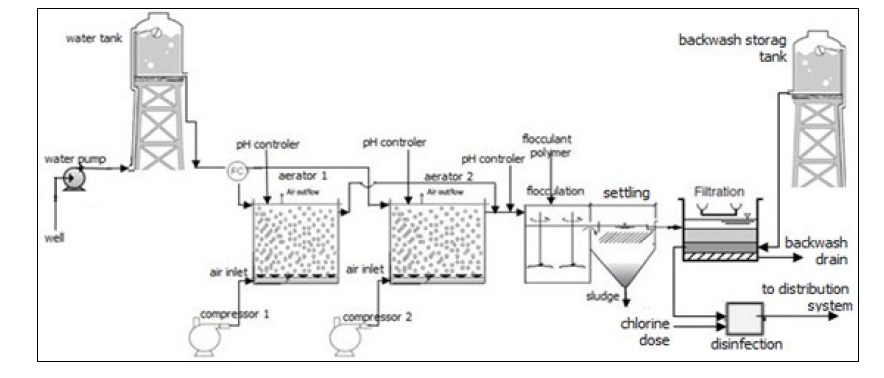 water tank
backwash storag
tank
pH controler
pH controler
flocculant
polymer
water pump
FC
aerator 1
aerator 2
pH controler
Air outflow
Air outflow
flocculation
settling
Filtration
well
air inlet
air inlet
backwash
drain
sludge
to distribution
system
compressor 1
compressor 2
chlorine
dose
disinfection